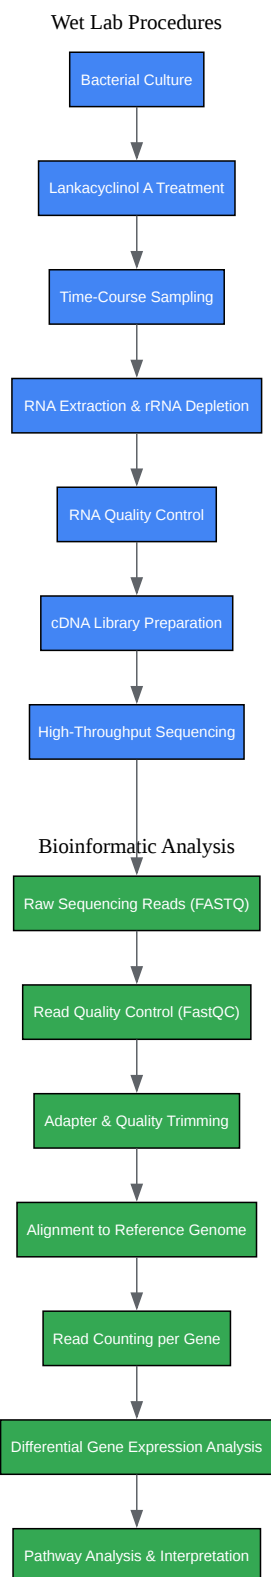 Wet Lab Procedures
Bacterial Culture
Lankacyclinol A Treatment
Time-Course Sampling
RNA Extraction & rRNA Depletion
RNA Quality Control
cDNA Library Preparation
High-Throughput Sequencing
Bioinformatic Analysis
Raw Sequencing Reads (FASTQ)
Read Quality Control (FastQC)
Adapter & Quality Trimming
Alignment to Reference Genome
Read Counting per Gene
Differential Gene Expression Analysis
Pathway Analysis & Interpretation